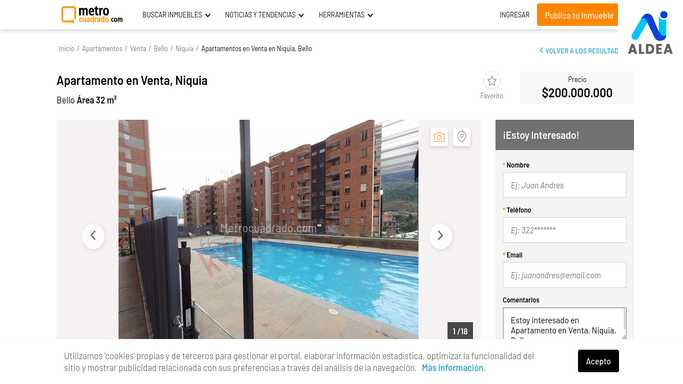 metro
cuadrado.com
BUSCAR INMUEBLES
NOTICIAS Y TENDENCIAS
HERRAMIENTAS
INGRESAR
Publica tu Inmueble
ALDEA
Inicio / Apartamentos / Venta / Bello / Niquia / Apartamentos en Venta en Niquia, Bello
VOLVER A LOS RESULTAD
Apartamento en Venta, Niquia
Bello Área 32 m²
Favorito
Precio
$200.000.000
¡Estoy Interesado!
* Nombre
Ej: Juan Andres
* Teléfono
Ej: 322*******
* Email
Ej: juanandres@email.com
Comentarios
Estoy interesado en
Apartamento en Venta, Niquia,
Metrocuadrado.com
1 / 18
Utilizamos 'cookies' propias y de terceros para gestionar el portal, elaborar información estadística, optimizar la funcionalidad del
sitio y mostrar publicidad relacionada con sus preferencias a través del análisis de la navegación. Más información.
Acepto